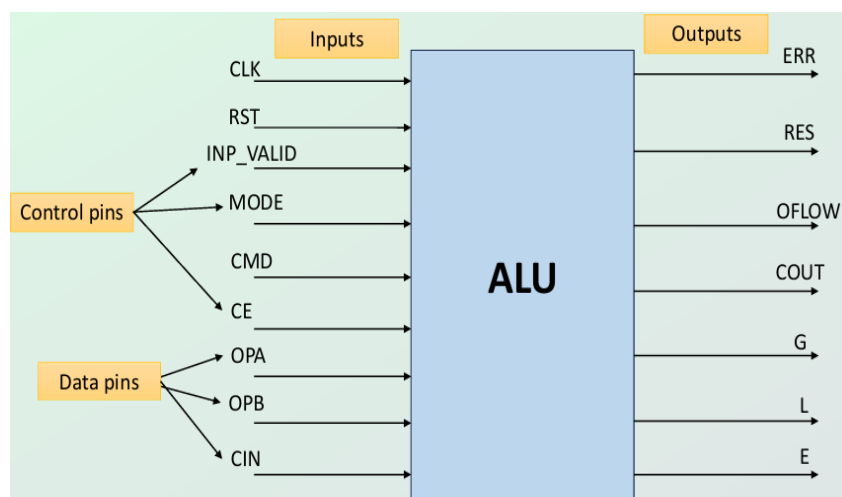 Inputs
Outputs
CLK
RST
INP_VALID
MODE
CMD
CE
OPA
OPB
CIN
Control pins
Data pins
ALU
ERR
RES
OFLOW
COUT
G
L
E